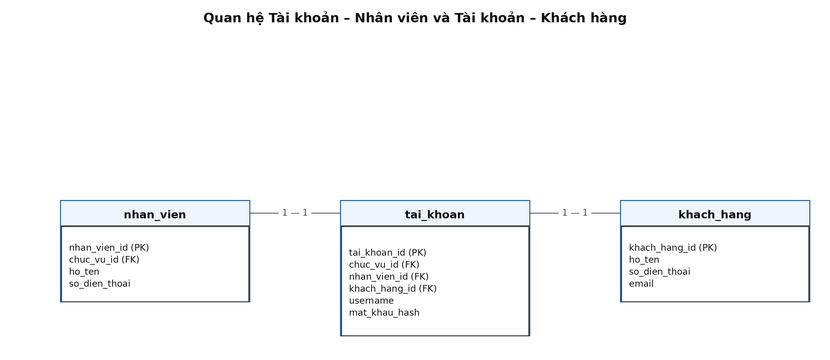 Quan hệ Tài khoản – Nhân viên và Tài khoản – Khách hàng
nhan_vien
nhan_vien_id (PK)
chuc_vu_id (FK)
ho_ten
so_dien_thoai
1 — 1
tai_khoan
tai_khoan_id (PK)
chuc_vu_id (FK)
nhan_vien_id (FK)
khach_hang_id (FK)
username
mat_khau_hash
1 — 1
khach_hang
khach_hang_id (PK)
ho_ten
so_dien_thoai
email